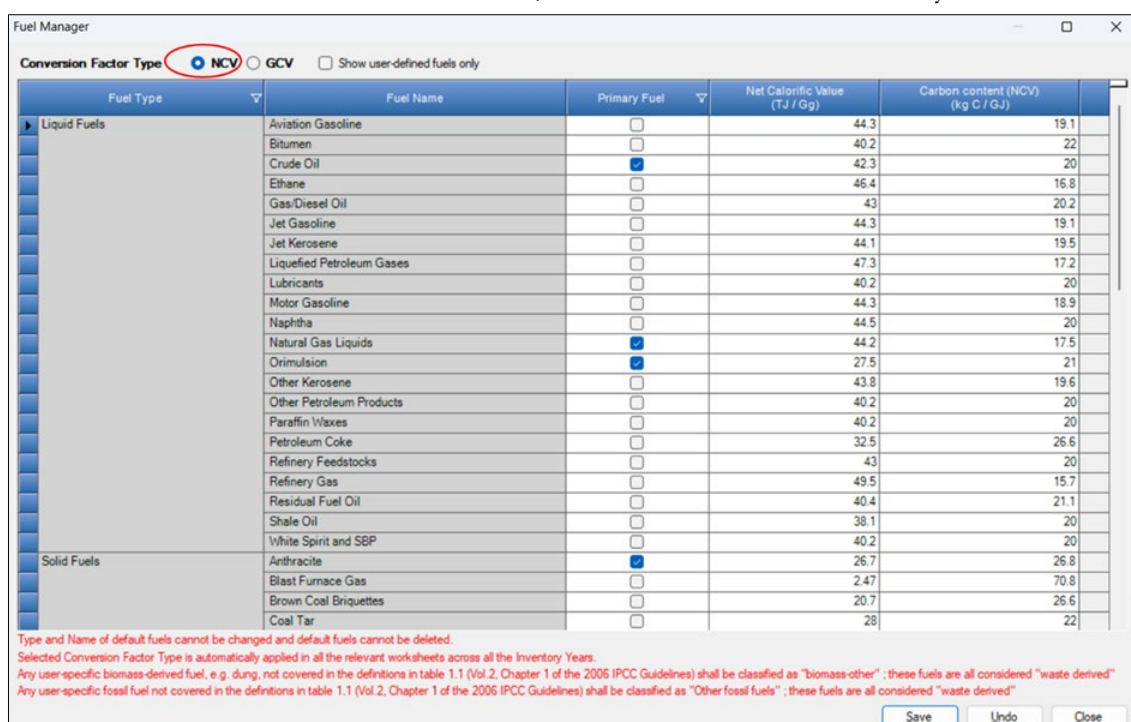 Fuel Manager
Conversion Factor Type NCV GCV Show user-defined fuels only
Fuel Type Fuel Name Primary Fuel Net Calorific Value (TJ / Gg) Carbon content (NCV) (kg C / GJ)
Liquid Fuels Aviation Gasoline 44.3 19.1
Bitumen 40.2 22
Crude Oil 42.3 20
Ethane 46.4 16.8
Gas/Diesel Oil 43 20.2
Jet Gasoline 44.3 19.1
Jet Kerosene 44.1 19.5
Liquefied Petroleum Gases 47.3 17.2
Lubricants 40.2 20
Motor Gasoline 44.3 18.9
Naphtha 44.5 20
Natural Gas Liquids 44.2 17.5
Orimulsion 27.5 21
Other Kerosene 43.8 19.6
Other Petroleum Products 40.2 20
Paraffin Waxes 40.2 20
Petroleum Coke 32.5 26.6
Refinery Feedstocks 43 20
Refinery Gas 49.5 15.7
Residual Fuel Oil 40.4 21.1
Shale Oil 38.1 20
White Spirit and SBP 40.2 20
Solid Fuels Anthracite 26.7 26.8
Blast Furnace Gas 2.47 70.8
Brown Coal Briquettes 20.7 26.6
Coal Tar 28 22
Type and Name of default fuels cannot be changed and default fuels cannot be deleted.
Selected Conversion Factor Type is automatically applied in all the relevant worksheets across all the Inventory Years.
Any user-specific biomass-derived fuel, e.g. dung, not covered in the definitions in table 1.1 (Vol.2, Chapter 1 of the 2006 IPCC Guidelines) shall be classified as "biomass-other" ; these fuels are all considered "waste derived"
Any user-specific fossil fuel not covered in the definitions in table 1.1 (Vol.2, Chapter 1 of the 2006 IPCC Guidelines) shall be classified as "Other fossil fuels" ; these fuels are all considered "waste derived"
Save Undo Close